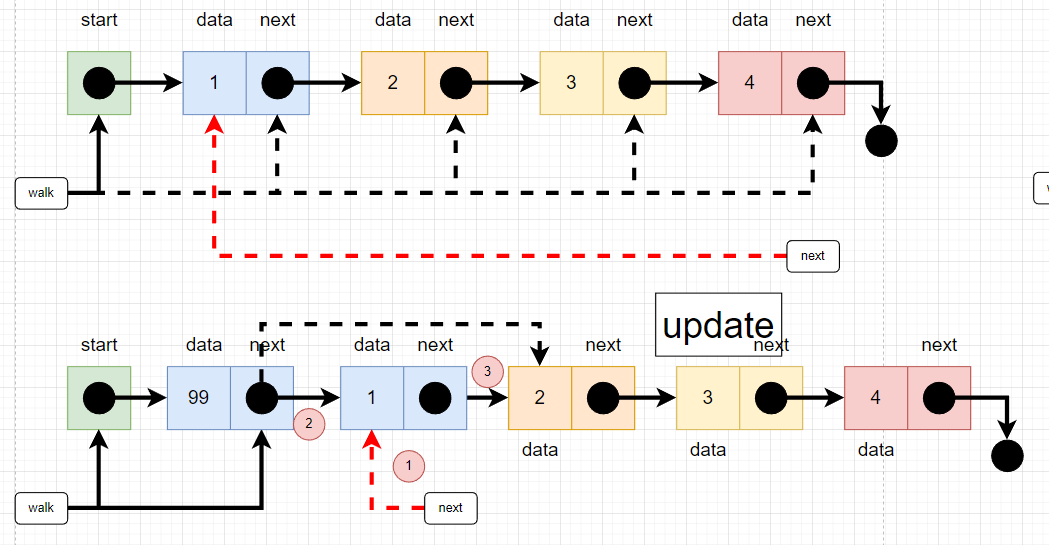 start data next data next data next data next
1 2 3 4
walk
w
next
update
start data next data next next next next
3
99 1 2 3 4
2
data data data
1
walk next